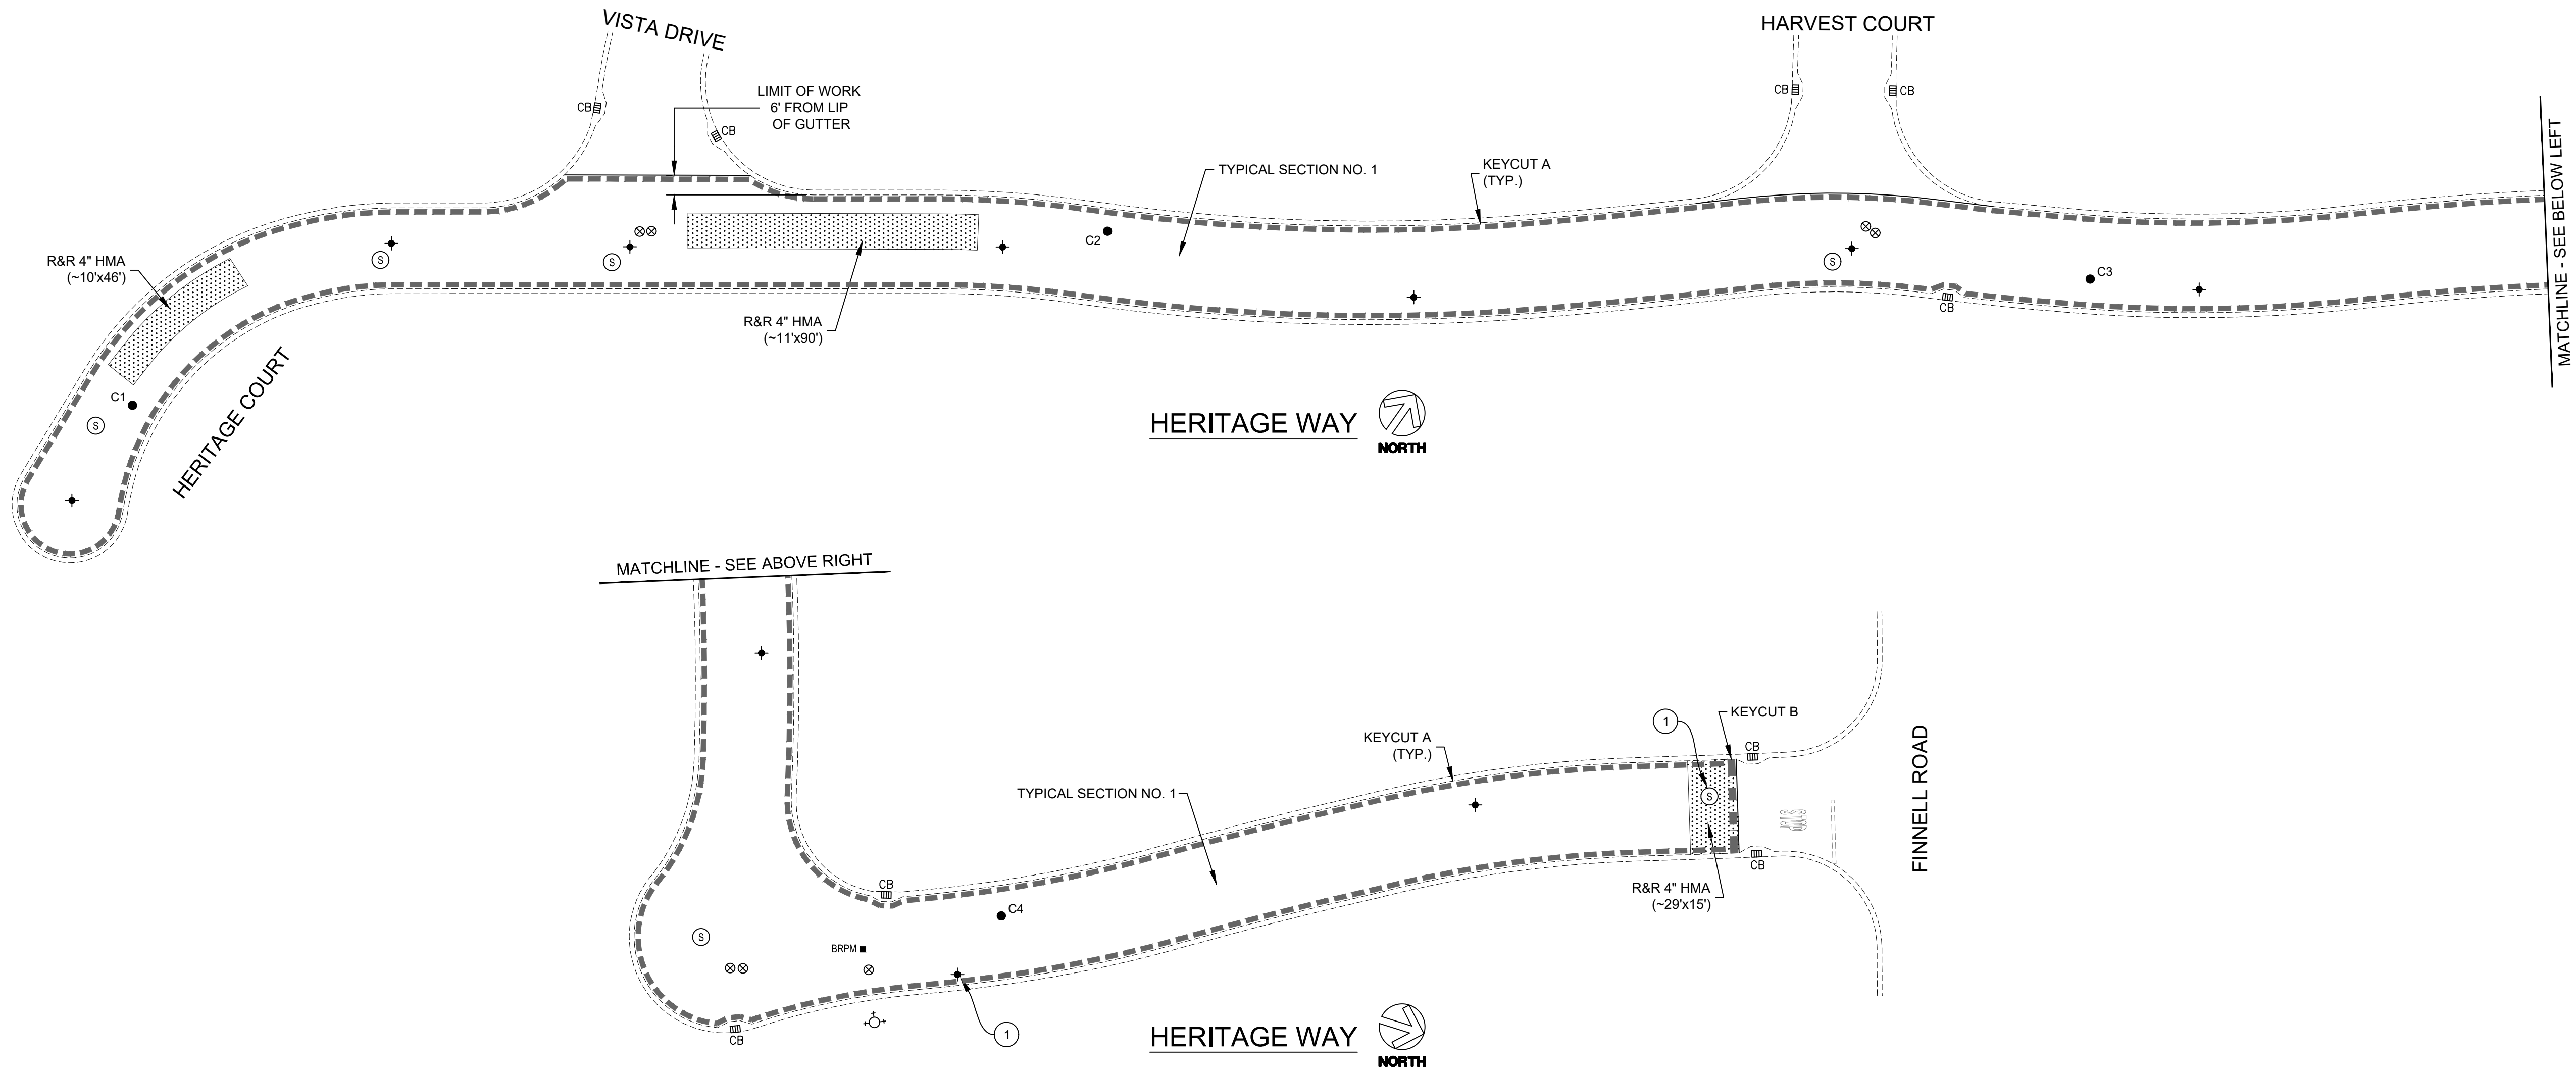 VISTA DRIVE
HARVEST COURT
LIMIT OF WORK
6' FROM LIP
OF GUTTER
CB
CB
CB
CB
TYPICAL SECTION NO. 1
KEYCUT A
(TYP.)
MATCHLINE - SEE BELOW LEFT
R&R 4" HMA
(~10'x46')
S
S
C2
S
C3
CB
R&R 4" HMA
(~11'x90')
C1
S
HERITAGE COURT
HERITAGE WAY
NORTH
MATCHLINE - SEE ABOVE RIGHT
1
KEYCUT B
KEYCUT A
(TYP.)
CB
FINNELL ROAD
TYPICAL SECTION NO. 1
S
STOP
CB
CB
R&R 4" HMA
(~29'x15')
C4
S
BRPM
1
CB
HERITAGE WAY
NORTH